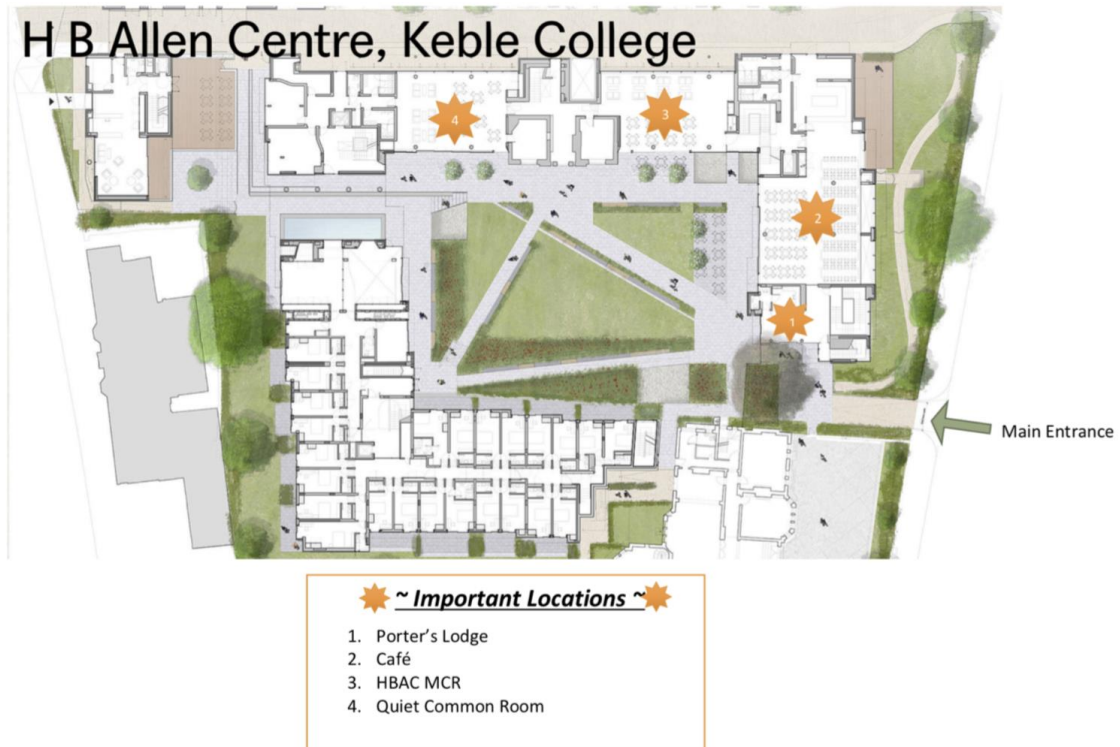 H B Allen Centre, Keble College
4
3
2
1
Main Entrance
~ Important Locations ~
1. Porter's Lodge
2. Café
3. HBAC MCR
4. Quiet Common Room